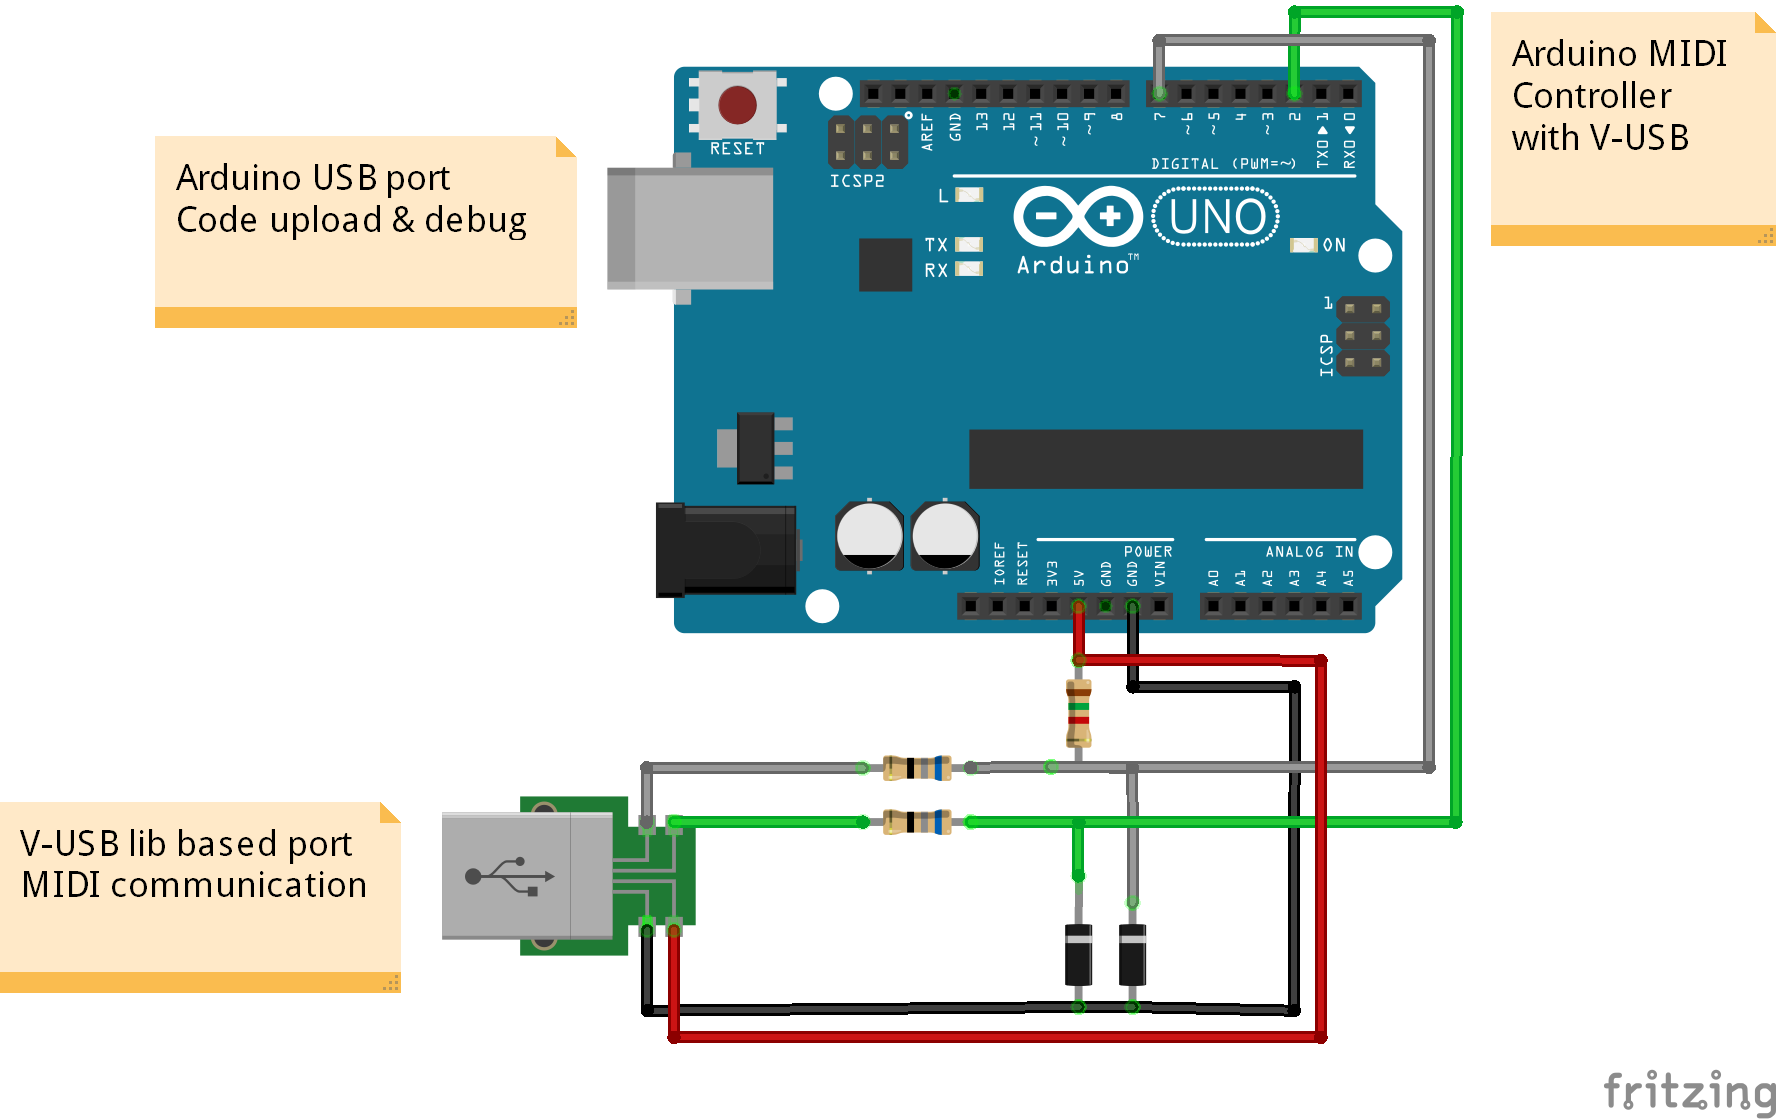 Arduino MIDI
Controller
with V-USB
Arduino USB port
Code upload & debug
RESET
ICSP2
AREF
GND
13
12
~11
~10
~9
8
7
~6
~5
4
~3
2
TX0▶1
RX0◀0
DIGITAL (PWM=~)
L
TX
RX
UNO
Arduino™
ON
1
ICSP
IOREF
RESET
3V3
5V
GND
GND
VIN
POWER
ANALOG IN
A0
A1
A2
A3
A4
A5
V-USB lib based port
MIDI communication
fritzing